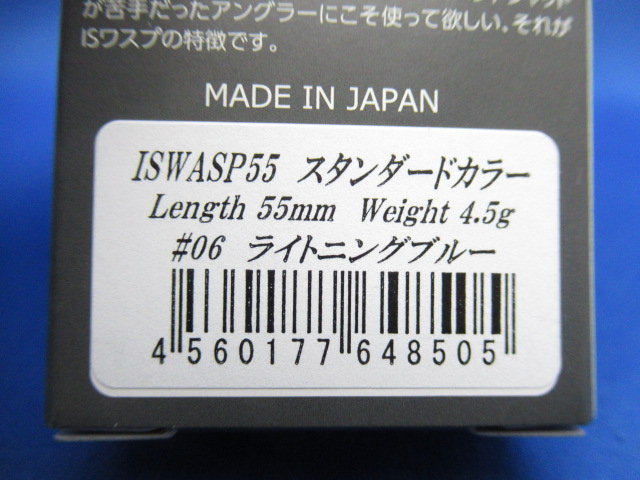 が苦手だったアングラーにこそ使って欲しい。それが
ISワスプの特徴です。
MADE IN JAPAN
ISWASP55 スタンダードカラー
Length 55mm Weight 4.5g
#06 ライトニングブルー
4560177648505